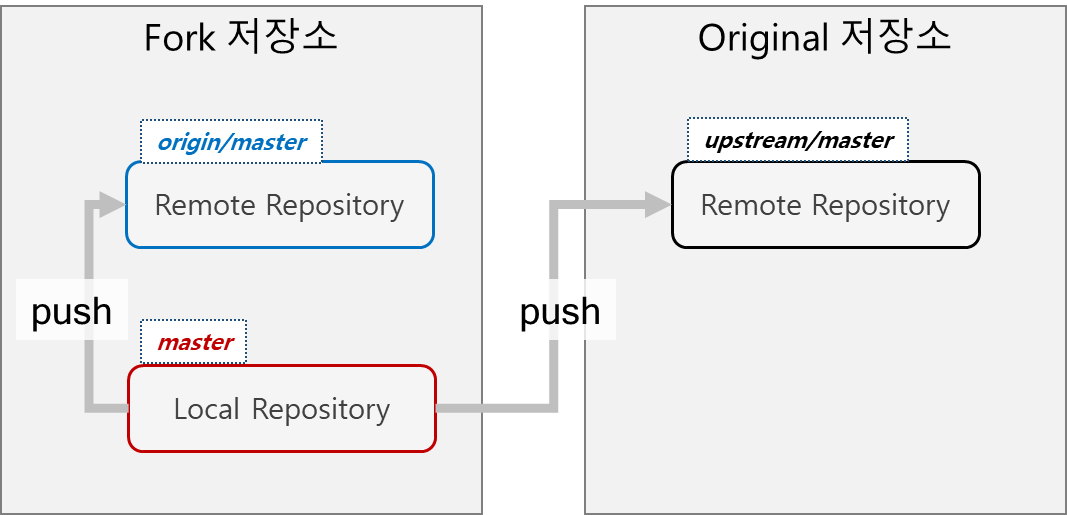 Fork 저장소
origin/master
Remote Repository
push
master
Local Repository
push
Original 저장소
upstream/master
Remote Repository